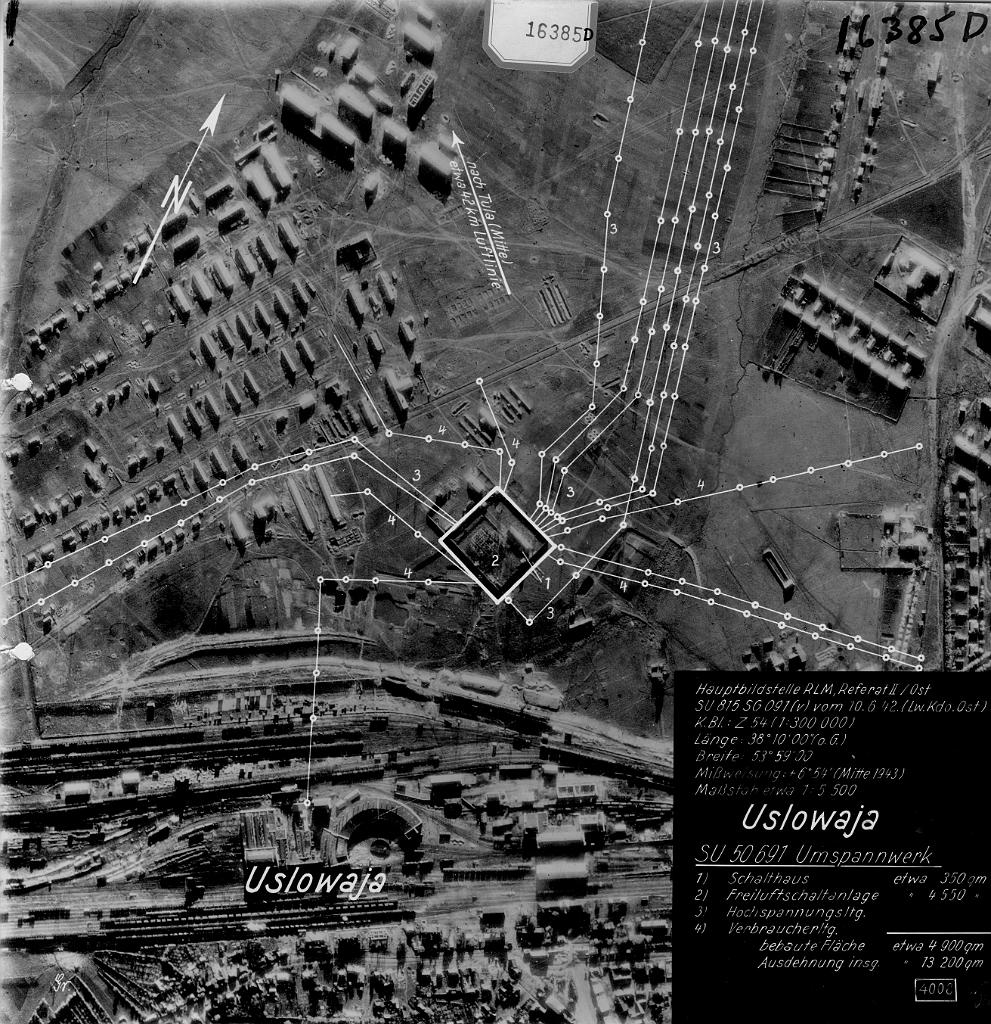 16385D
16385D
N
nach Tula (Mitte)
etwa 42 km Luftlinie
3
3
4
4
3
3
4
4
4
4
2
1
3
Uslowaja
Gr.
Hauptbildstelle RLM, Referat II / Ost
SU 815 SG 091 (v) vom 10.6.42. (Lw.Kdo.Ost)
K.Bl.: Z 54 (1:300 000)
Länge: 38°10'00" (o.G.)
Breite: 53°59'00
Mißweisung: +6°54' (Mitte 1943)
Maßstab etwa 1:5 500
Uslowaja
SU 50 691 Umspannwerk
1) Schalthaus etwa 350 qm
2) Freiluftschaltanlage " 4 550 "
3) Hochspannungsltg.
4) Verbraucherltg.
bebaute Fläche etwa 4 900 qm
Ausdehnung insg. " 13 200 qm
4008